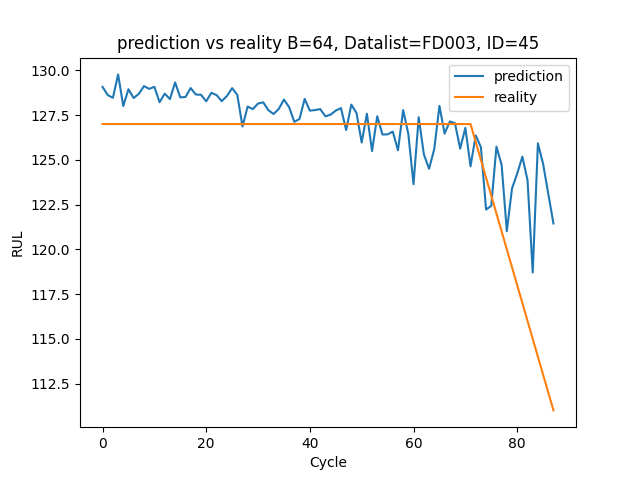 prediction vs reality B=64, Datalist=FD003, ID=45
prediction
reality
130.0
127.5
125.0
122.5
120.0
117.5
115.0
112.5
RUL
0 20 40 60 80
Cycle